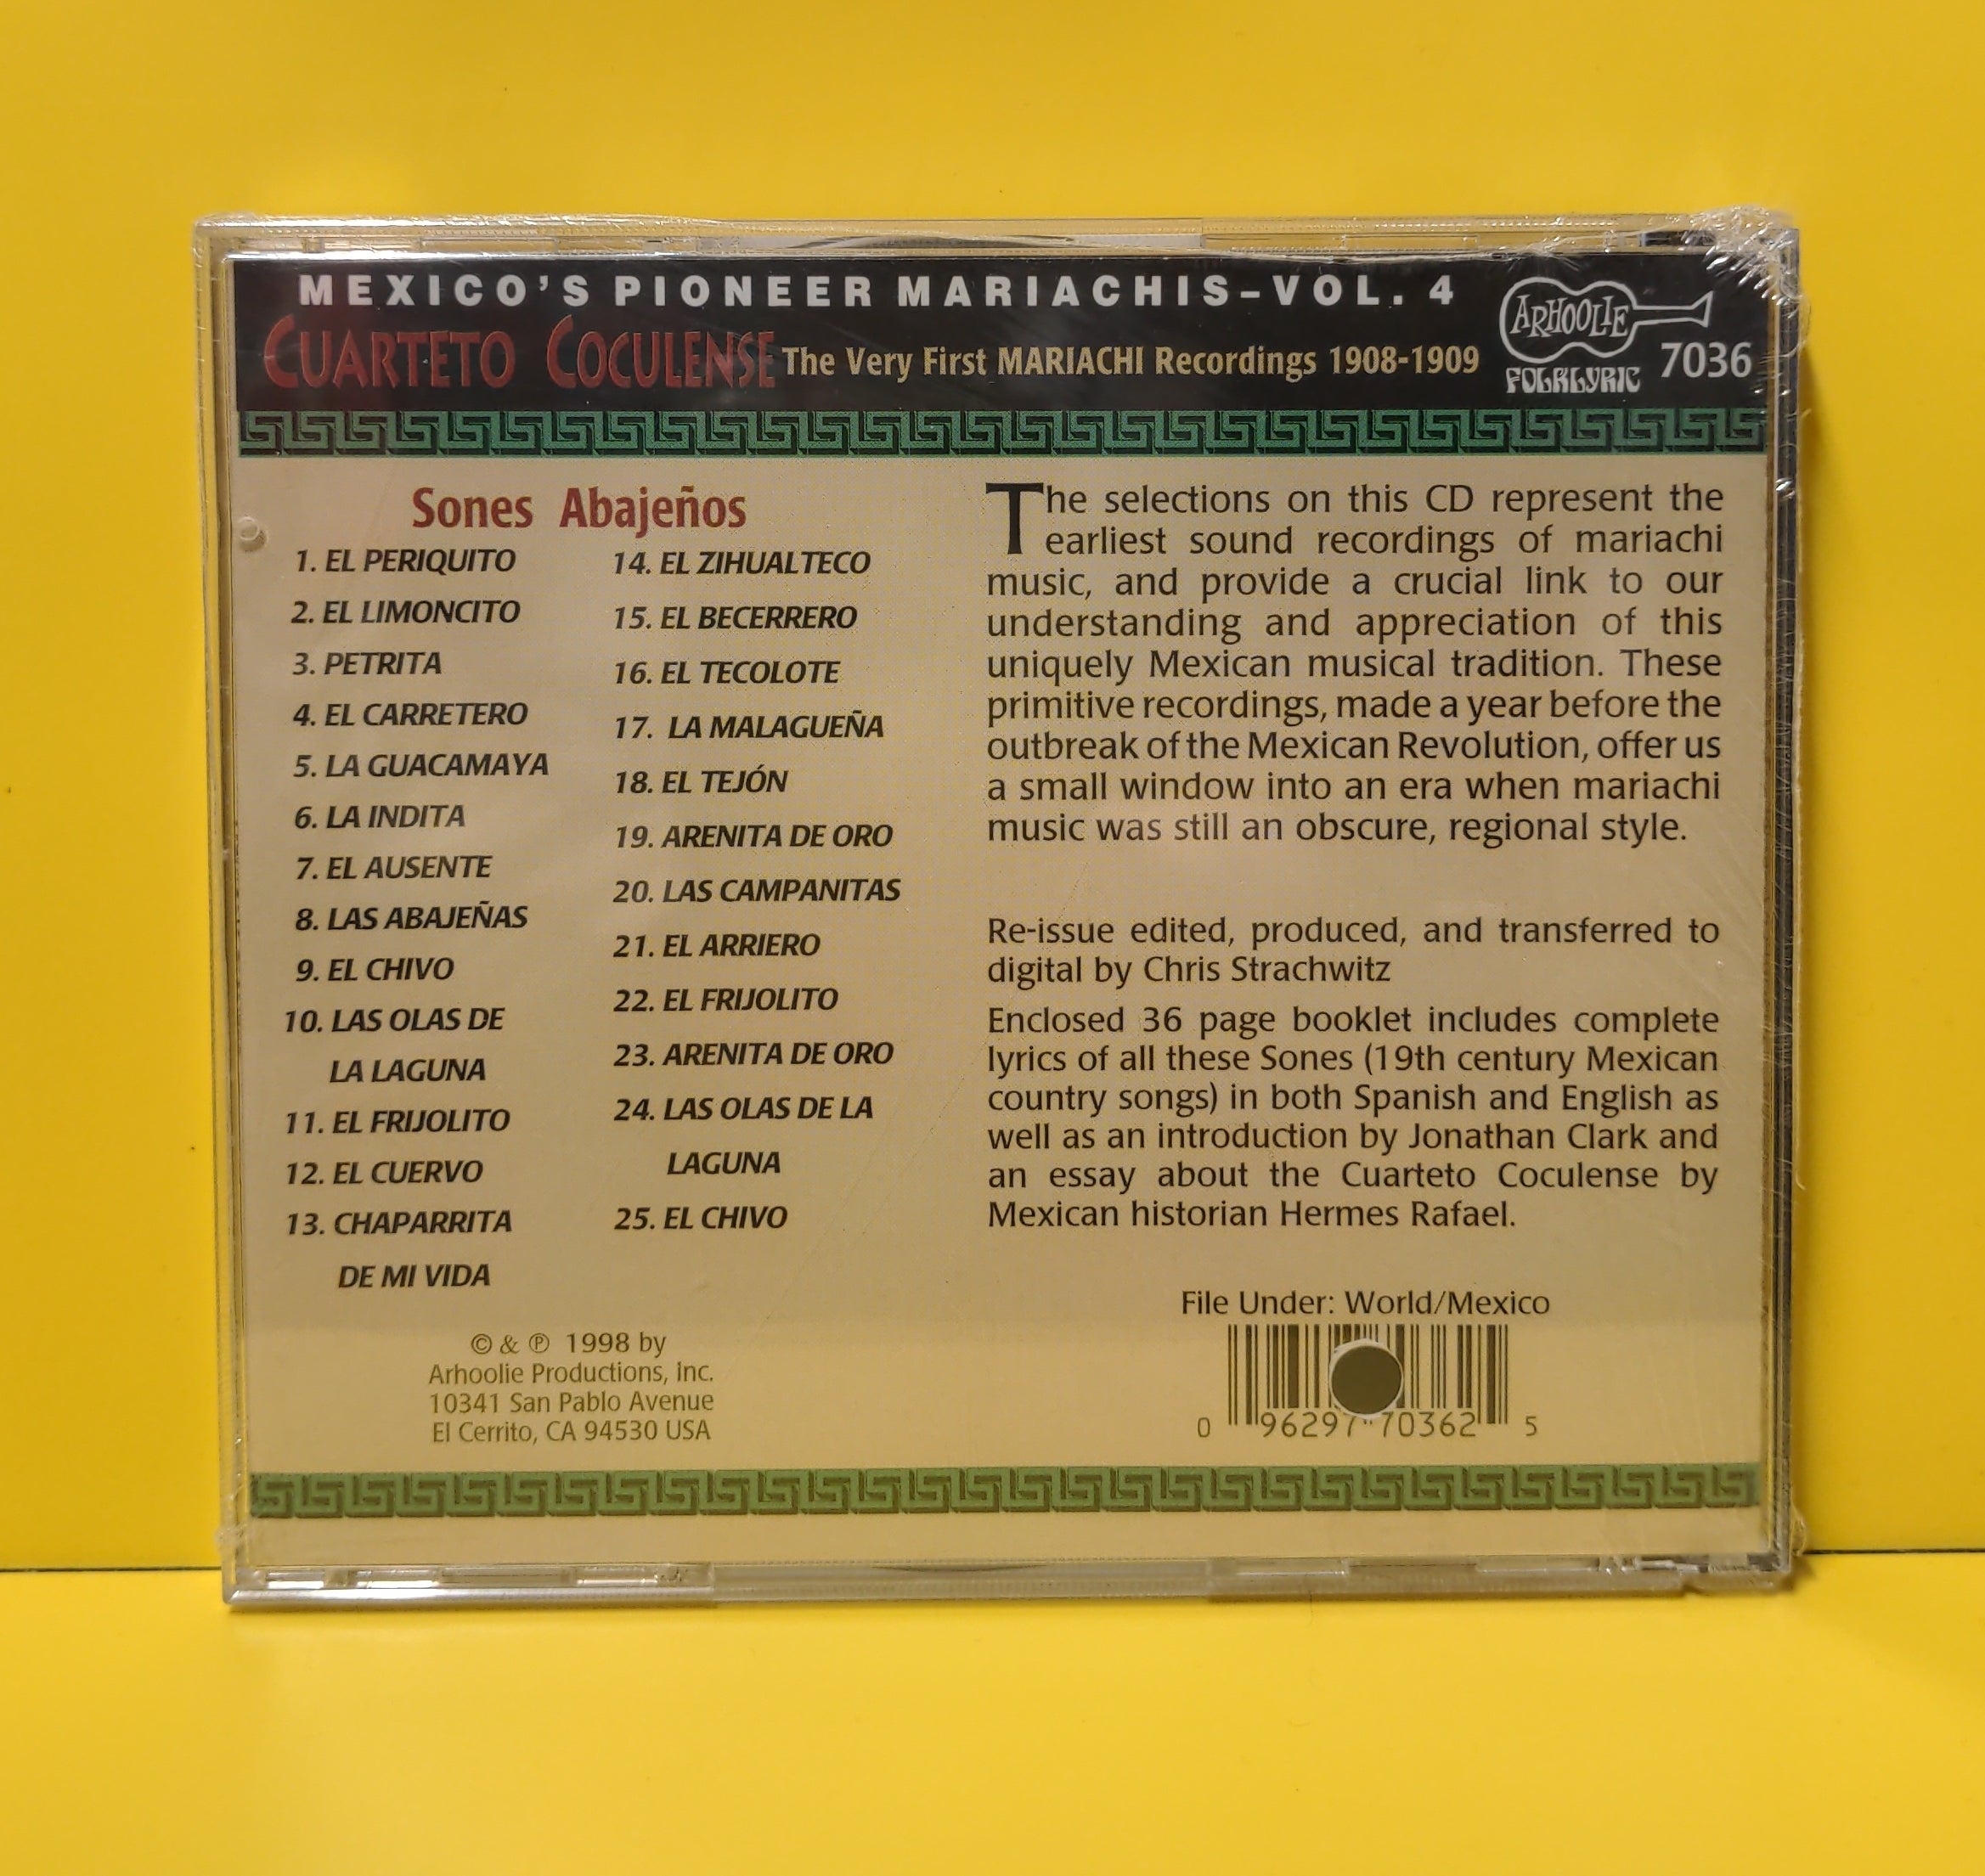 MEXICO'S PIONEER MARIACHIS–VOL. 4
CUARTETO COCULENSE The Very First MARIACHI Recordings 1908-1909
ARHOOLIE
FOLKLYRIC
7036
Sones Abajeños
1. EL PERIQUITO
2. EL LIMONCITO
3. PETRITA
4. EL CARRETERO
5. LA GUACAMAYA
6. LA INDITA
7. EL AUSENTE
8. LAS ABAJEÑAS
9. EL CHIVO
10. LAS OLAS DE
LA LAGUNA
11. EL FRIJOLITO
12. EL CUERVO
13. CHAPARRITA
DE MI VIDA
14. EL ZIHUALTECO
15. EL BECERRERO
16. EL TECOLOTE
17. LA MALAGUEÑA
18. EL TEJÓN
19. ARENITA DE ORO
20. LAS CAMPANITAS
21. EL ARRIERO
22. EL FRIJOLITO
23. ARENITA DE ORO
24. LAS OLAS DE LA
LAGUNA
25. EL CHIVO
The selections on this CD represent the
earliest sound recordings of mariachi
music, and provide a crucial link to our
understanding and appreciation of this
uniquely Mexican musical tradition. These
primitive recordings, made a year before the
outbreak of the Mexican Revolution, offer us
a small window into an era when mariachi
music was still an obscure, regional style.
Re-issue edited, produced, and transferred to
digital by Chris Strachwitz
Enclosed 36 page booklet includes complete
lyrics of all these Sones (19th century Mexican
country songs) in both Spanish and English as
well as an introduction by Jonathan Clark and
an essay about the Cuarteto Coculense by
Mexican historian Hermes Rafael.
© & ℗ 1998 by
Arhoolie Productions, Inc.
10341 San Pablo Avenue
El Cerrito, CA 94530 USA
File Under: World/Mexico
0 96297 70362 5